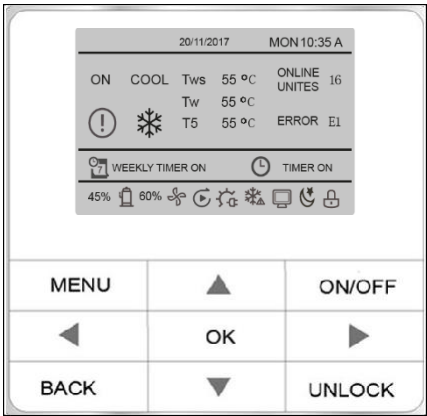 20/11/2017 MON 10:35 A
ON COOL Tws 55 °C ONLINE UNITES 16
Tw 55 °C
T5 55 °C ERROR E1
7 WEEKLY TIMER ON TIMER ON
45% 60%
MENU ON/OFF
OK
BACK UNLOCK